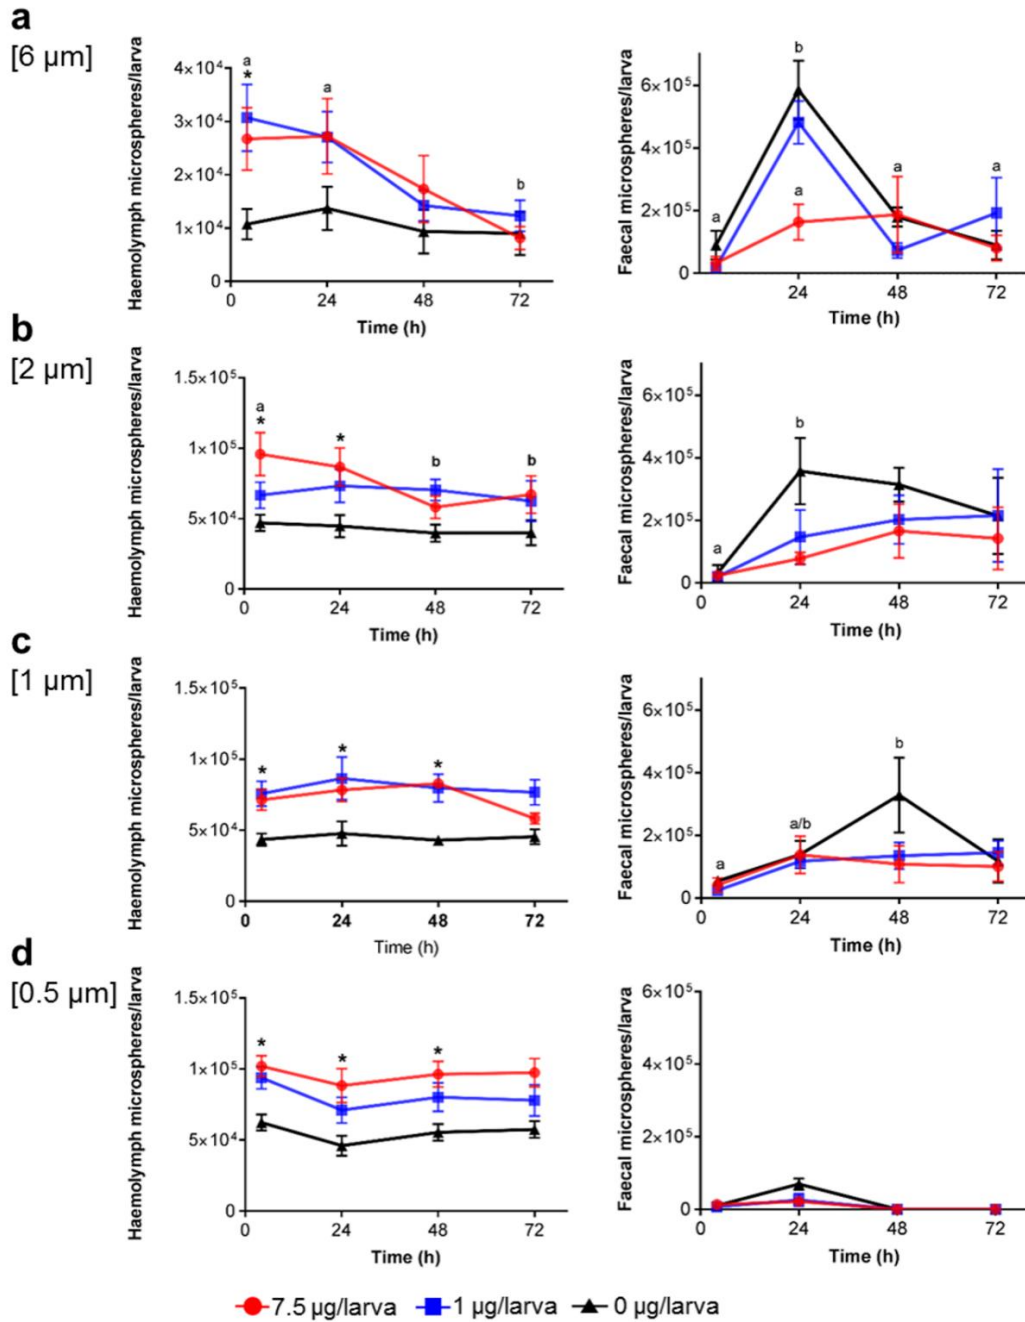 a
[6 µm]
Haemolymph microspheres/larva
4×10⁴
3×10⁴
2×10⁴
1×10⁴
0
a
*
a
b
0 24 48 72
Time (h)
Faecal microspheres/larva
6×10⁵
4×10⁵
2×10⁵
0
a
b
a
a
a
24 48 72
Time (h)
b
[2 µm]
Haemolymph microspheres/larva
1.5×10⁵
1×10⁵
5×10⁴
0
a
*
*
b
b
0 24 48 72
Time (h)
Faecal microspheres/larva
6×10⁵
4×10⁵
2×10⁵
0
a
b
0 24 48 72
Time (h)
c
[1 µm]
Haemolymph microspheres/larva
1.5×10⁵
1×10⁵
5×10⁴
0
*
*
*
0 24 48 72
Time (h)
Faecal microspheres/larva
6×10⁵
4×10⁵
2×10⁵
0
a
a/b
b
0 24 48 72
Time (h)
d
[0.5 µm]
Haemolymph microspheres/larva
1.5×10⁵
1×10⁵
5×10⁴
0
*
*
*
0 24 48 72
Time (h)
Faecal microspheres/larva
6×10⁵
4×10⁵
2×10⁵
0
0 24 48 72
Time (h)
7.5 µg/larva 1 µg/larva 0 µg/larva